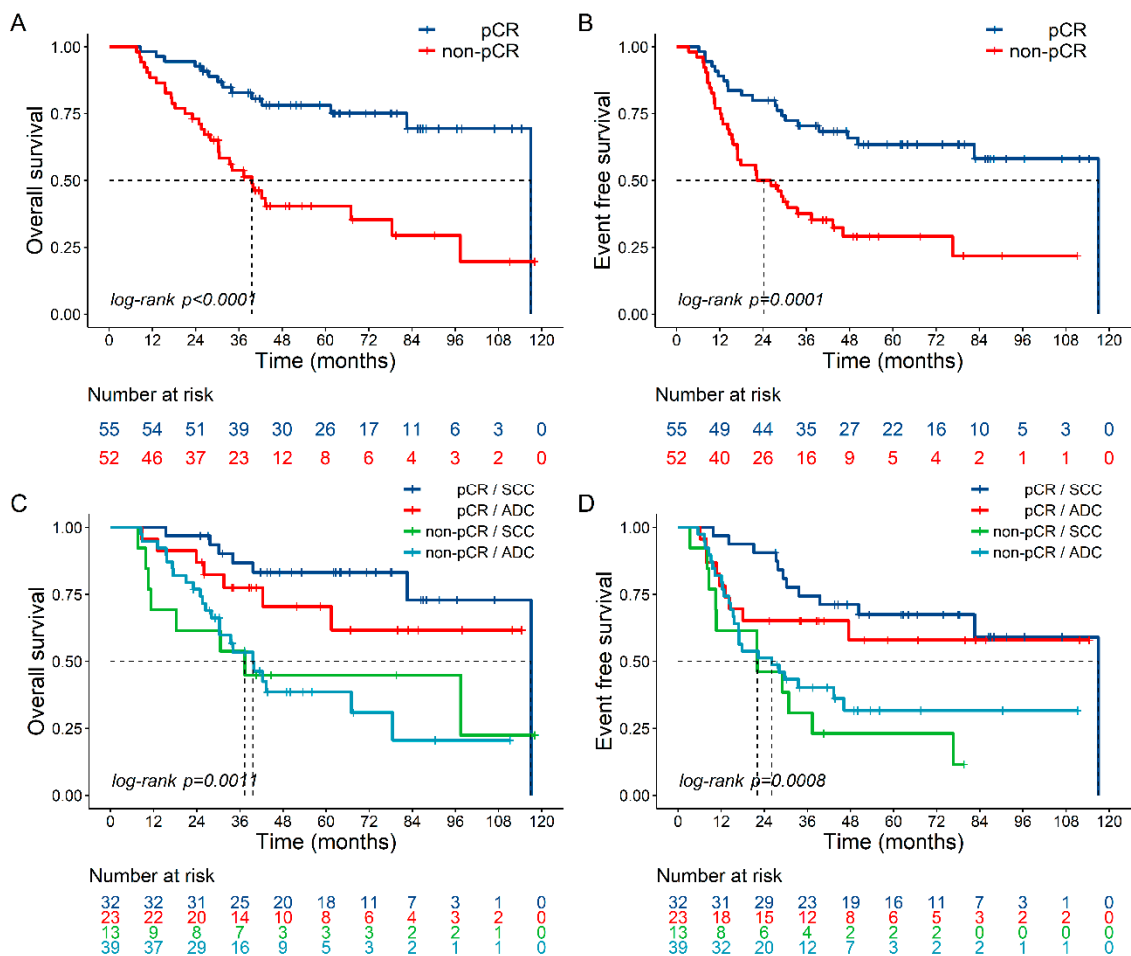 A
pCR
non-pCR
Overall survival
1.00
0.75
0.50
0.25
0.00
log-rank p<0.0001
0 12 24 36 48 60 72 84 96 108 120
Time (months)
Number at risk
55 54 51 39 30 26 17 11 6 3 0
52 46 37 23 12 8 6 4 3 2 0
B
pCR
non-pCR
Event free survival
1.00
0.75
0.50
0.25
0.00
log-rank p=0.0001
0 12 24 36 48 60 72 84 96 108 120
Time (months)
Number at risk
55 49 44 35 27 22 16 10 5 3 0
52 40 26 16 9 5 4 2 1 1 0
C
pCR / SCC
pCR / ADC
non-pCR / SCC
non-pCR / ADC
Overall survival
1.00
0.75
0.50
0.25
0.00
log-rank p=0.0011
0 12 24 36 48 60 72 84 96 108 120
Time (months)
Number at risk
32 32 31 25 20 18 11 7 3 1 0
23 22 20 14 10 8 6 4 3 2 0
13 9 8 7 3 3 3 2 2 1 0
39 37 29 16 9 5 3 2 1 1 0
D
pCR / SCC
pCR / ADC
non-pCR / SCC
non-pCR / ADC
Event free survival
1.00
0.75
0.50
0.25
0.00
log-rank p=0.0008
0 12 24 36 48 60 72 84 96 108 120
Time (months)
Number at risk
32 31 29 23 19 16 11 7 3 1 0
23 18 15 12 8 6 5 3 2 2 0
13 8 6 4 2 2 2 0 0 0 0
39 32 20 12 7 3 2 2 1 1 0